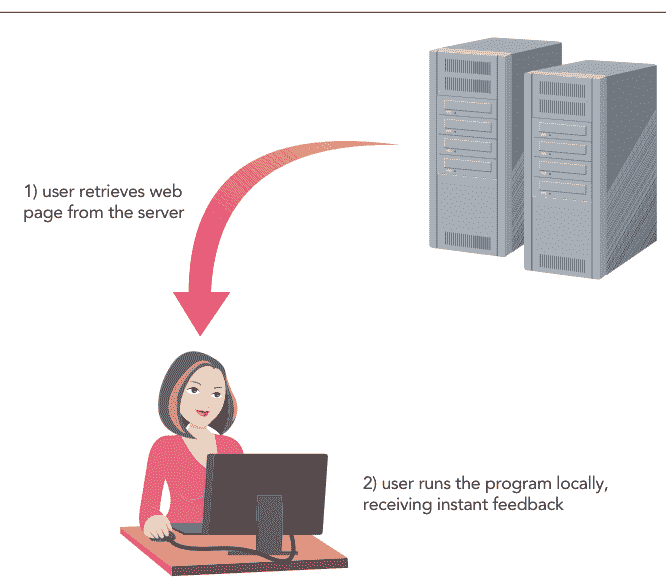 1) user retrieves web
page from the server
2) user runs the program locally,
receiving instant feedback